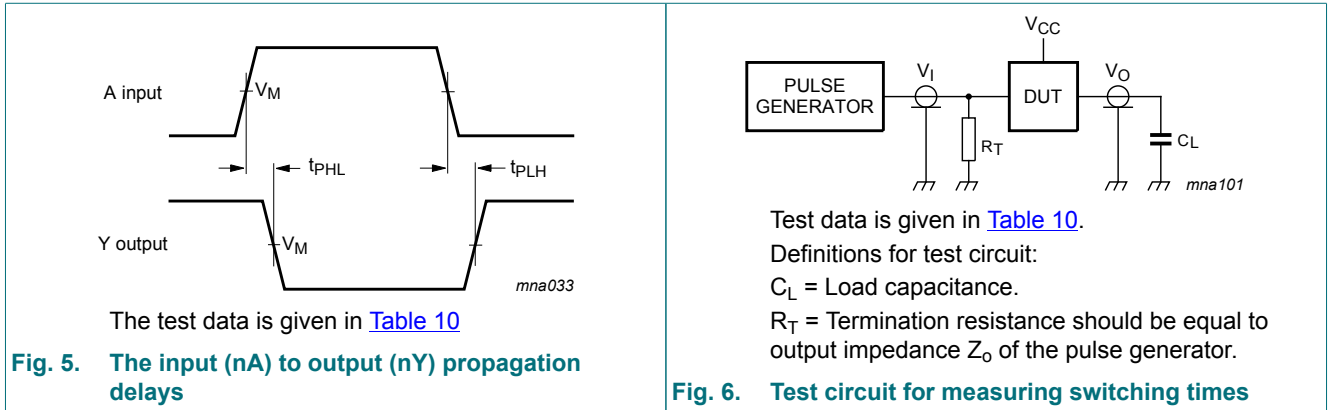 A input
VM
tPHL
tPLH
Y output
VM
mna033
The test data is given in Table 10
Fig. 5. The input (nA) to output (nY) propagation
delays
VCC
PULSE
GENERATOR
VI
DUT
VO
RT
CL
mna101
Test data is given in Table 10.
Definitions for test circuit:
CL = Load capacitance.
RT = Termination resistance should be equal to
output impedance Zo of the pulse generator.
Fig. 6. Test circuit for measuring switching times